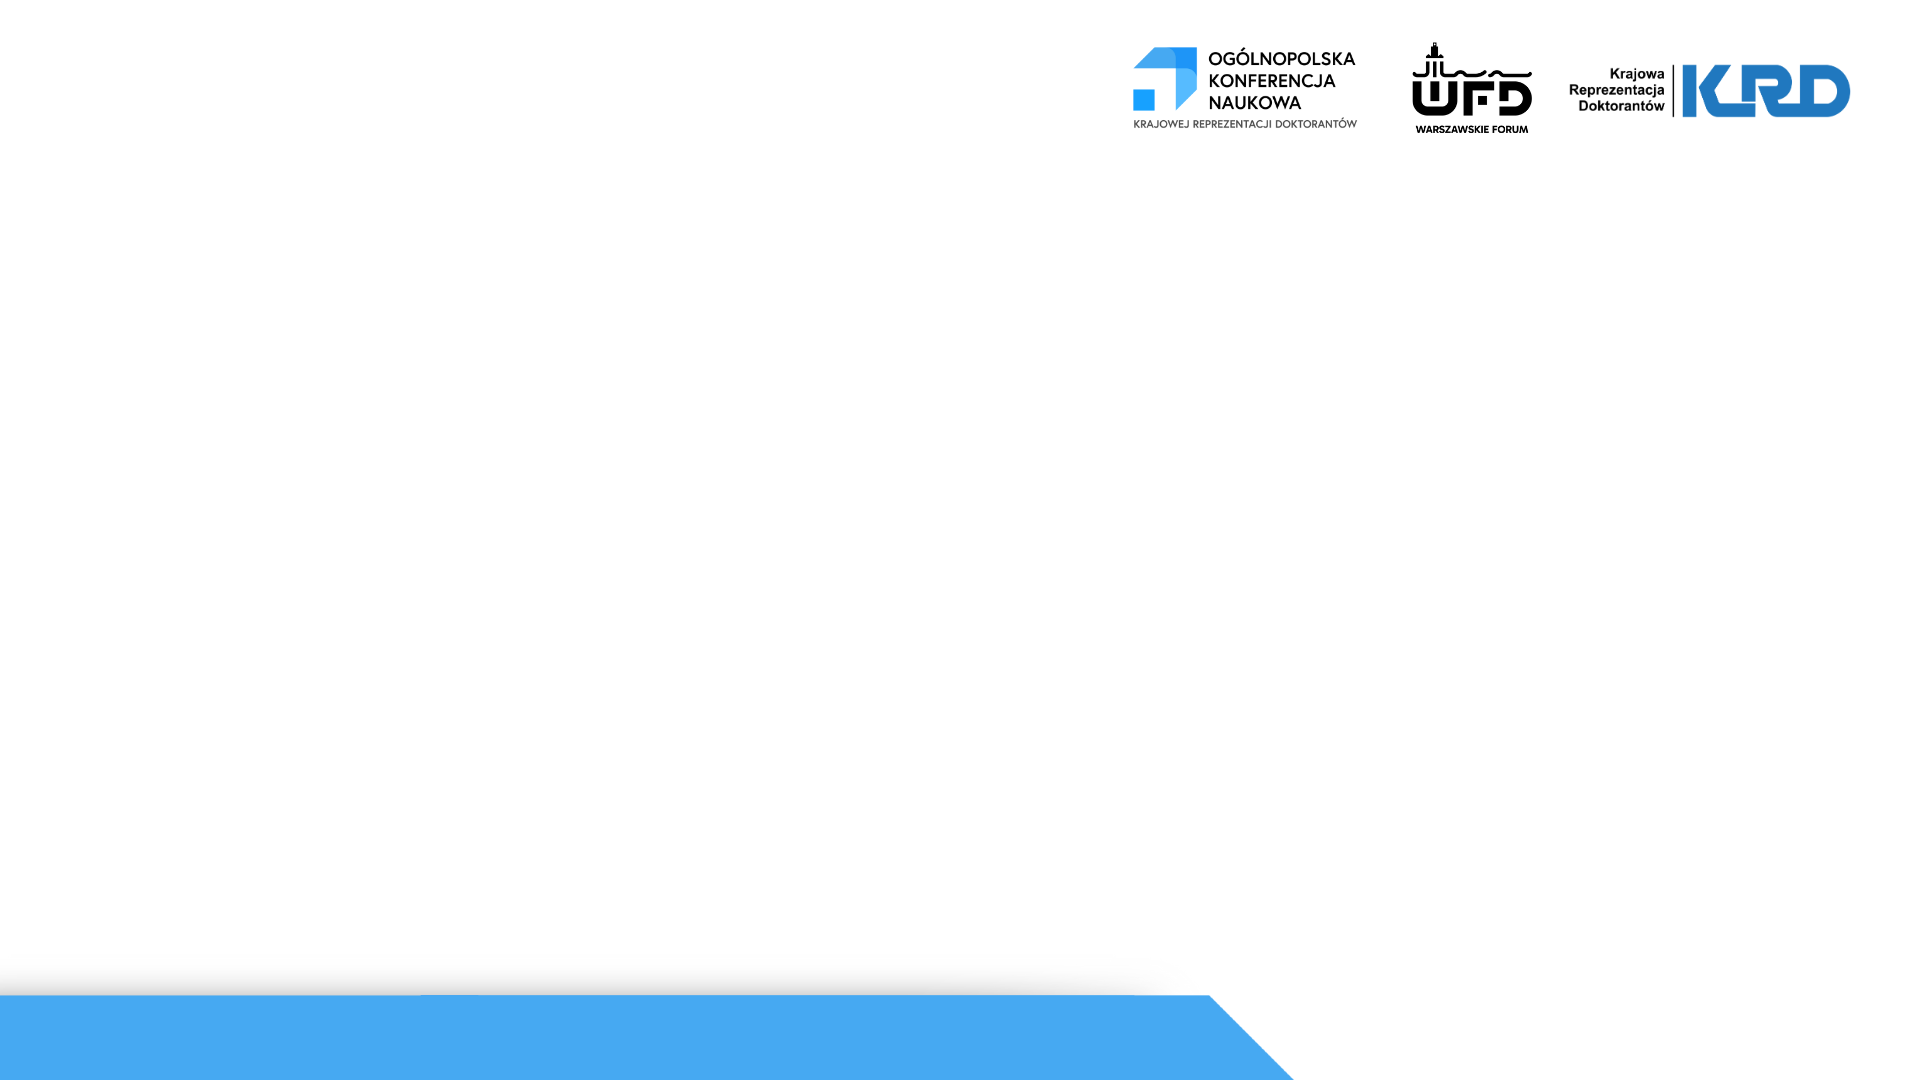 OGÓLNOPOLSKA
KONFERENCJA
NAUKOWA
KRAJOWEJ REPREZENTACJI DOKTORANTÓW
WFD
WARSZAWSKIE FORUM
Krajowa
Reprezentacja
Doktorantów
KRD